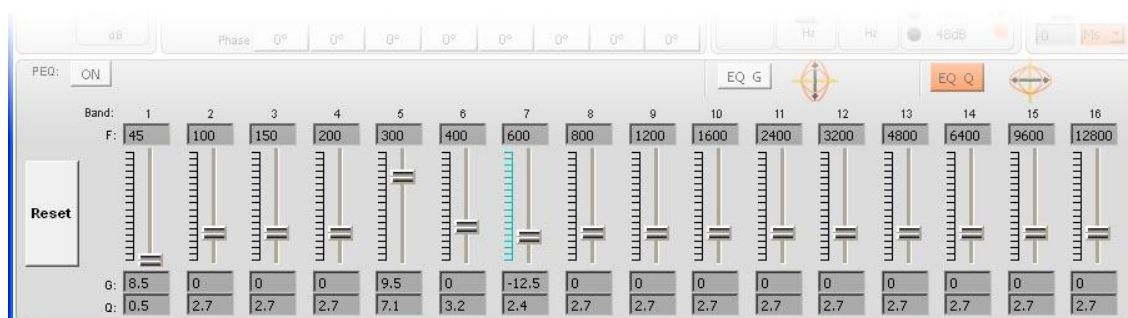 dB Phase 0° 0° 0° 0° 0° 0° 0° 0° Hz Hz 48dB 0 Ms
PEQ: ON EQ G EQ Q
Band: 1 2 3 4 5 6 7 8 9 10 11 12 13 14 15 16
F: 45 100 150 200 300 400 600 800 1200 1600 2400 3200 4800 6400 9600 12800
Reset
G: 8.5 0 0 0 9.5 0 -12.5 0 0 0 0 0 0 0 0 0
Q: 0.5 2.7 2.7 2.7 7.1 3.2 2.4 2.7 2.7 2.7 2.7 2.7 2.7 2.7 2.7 2.7